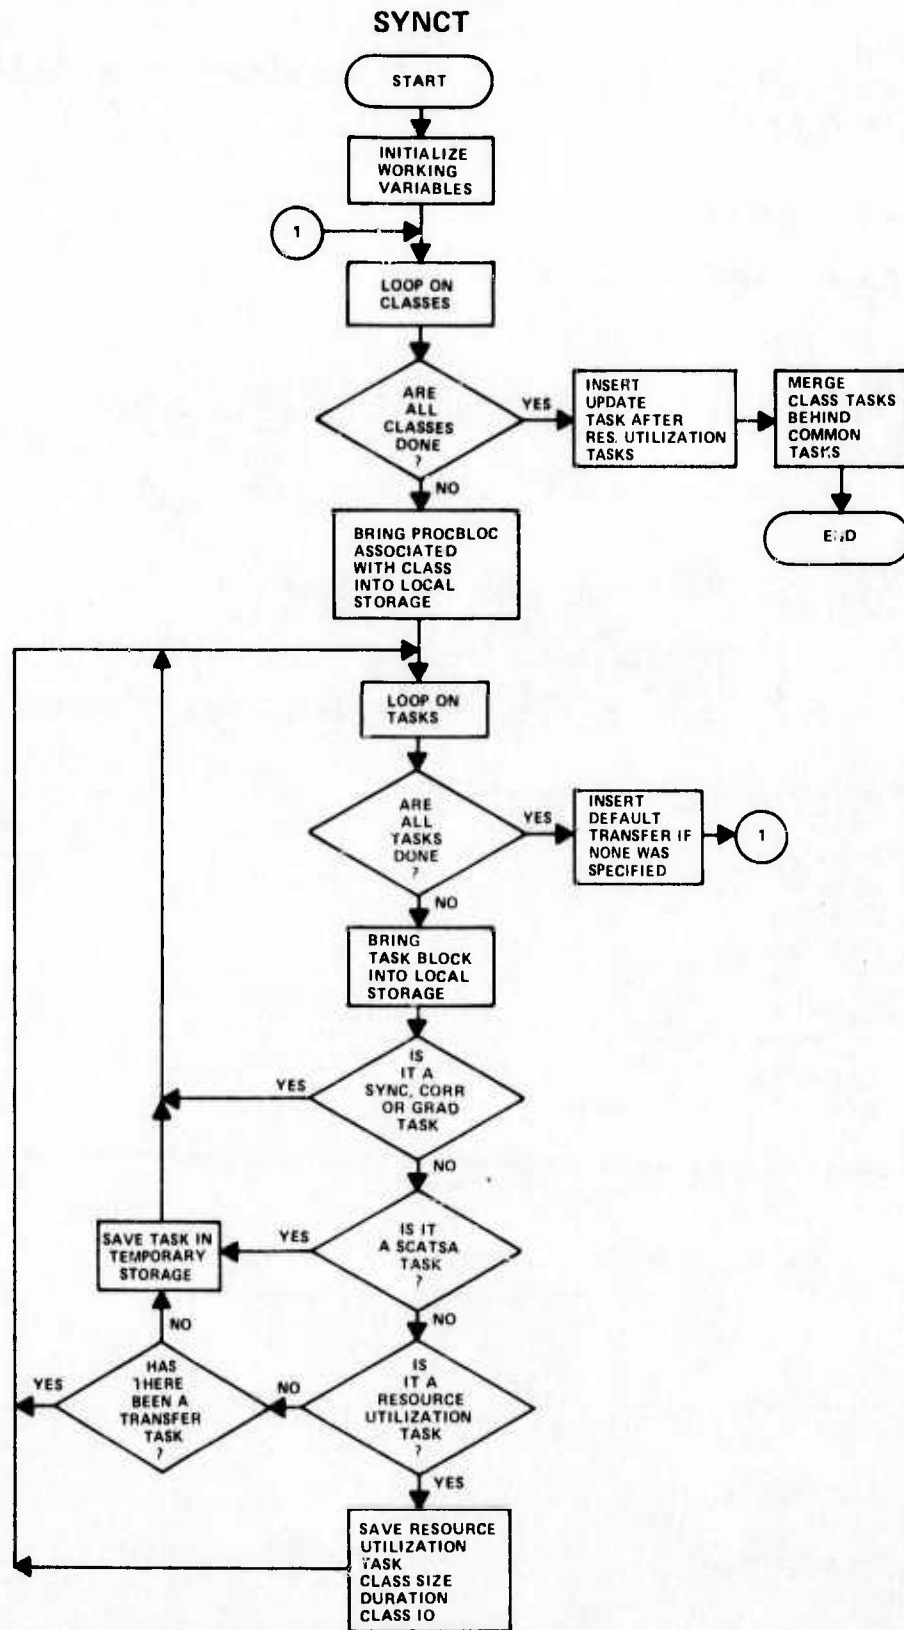 SYNCT
START
INITIALIZE
WORKING
VARIABLES
1
LOOP ON
CLASSES
ARE
ALL
CLASSES
DONE
?
YES
INSERT
UPDATE
TASK AFTER
RES. UTILIZATION
TASKS
MERGE
CLASS TASKS
BEHIND
COMMON
TASKS
END
NO
BRING PROCBLOC
ASSOCIATED
WITH CLASS
INTO LOCAL
STORAGE
LOOP ON
TASKS
ARE
ALL
TASKS
DONE
?
YES
INSERT
DEFAULT
TRANSFER IF
NONE WAS
SPECIFIED
1
NO
BRING
TASK BLOCK
INTO LOCAL
STORAGE
IS
IT A
SYNC, CORR
OR GRAD
TASK
YES
NO
IS IT
A SCATSA
TASK
?
YES
SAVE TASK IN
TEMPORARY
STORAGE
NO
IS
IT A
RESOURCE
UTILIZATION
TASK
?
NO
HAS
THERE
BEEN A
TRANSFER
TASK
?
NO
YES
YES
SAVE RESOURCE
UTILIZATION
TASK
CLASS SIZE
DURATION
CLASS IO